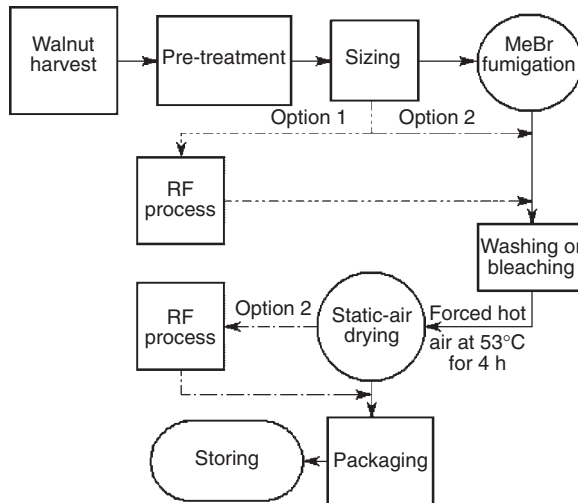 Walnut
harvest
Pre-treatment
Sizing
MeBr
fumigation
Option 1
Option 2
RF
process
Washing or
bleaching
RF
process
Option 2
Static-air
drying
Forced hot
air at 53°C
for 4 h
Storing
Packaging